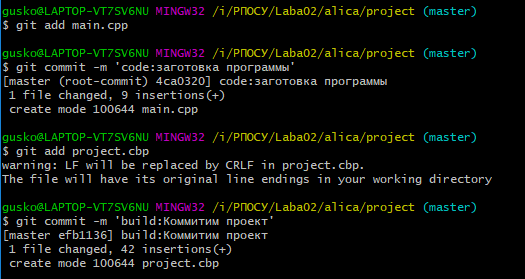 gusko@LAPTOP-VT7SV6NU MINGW32 /i/РПОСУ/Laba02/alica/project (master)
$ git add main.cpp
gusko@LAPTOP-VT7SV6NU MINGW32 /i/РПОСУ/Laba02/alica/project (master)
$ git commit -m 'code:заготовка программы'
[master (root-commit) 4ca0320] code:заготовка программы
 1 file changed, 9 insertions(+)
 create mode 100644 main.cpp
gusko@LAPTOP-VT7SV6NU MINGW32 /i/РПОСУ/Laba02/alica/project (master)
$ git add project.cbp
warning: LF will be replaced by CRLF in project.cbp.
The file will have its original line endings in your working directory
gusko@LAPTOP-VT7SV6NU MINGW32 /i/РПОСУ/Laba02/alica/project (master)
$ git commit -m 'build:Коммитим проект'
[master efb1136] build:Коммитим проект
 1 file changed, 42 insertions(+)
 create mode 100644 project.cbp